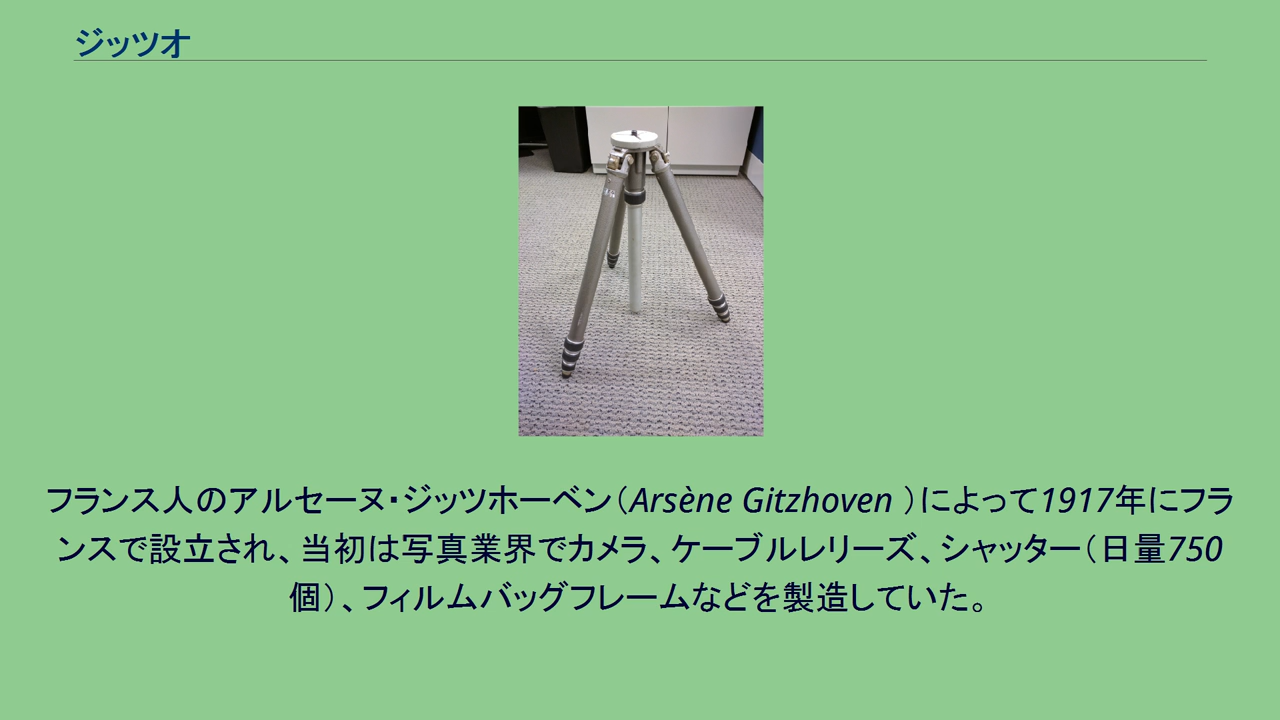 ジッツオ
フランス人のアルセーヌ・ジッツホーベン（Arsène Gitzhoven ）によって1917年にフラ
ンスで設立され、当初は写真業界でカメラ、ケーブルレリーズ、シャッター（日量750
個）、フィルムバッグフレームなどを製造していた。